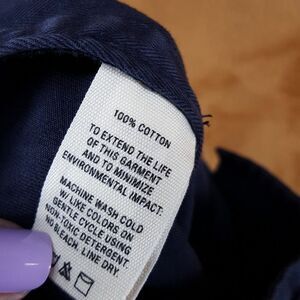 100% COTTON
TO EXTEND THE LIFE
OF THIS GARMENT
AND TO MINIMIZE
ENVIRONMENTAL IMPACT:
MACHINE WASH COLD
W/ LIKE COLORS ON
GENTLE CYCLE USING
NON-TOXIC DETERGENT.
NO BLEACH. LINE DRY.